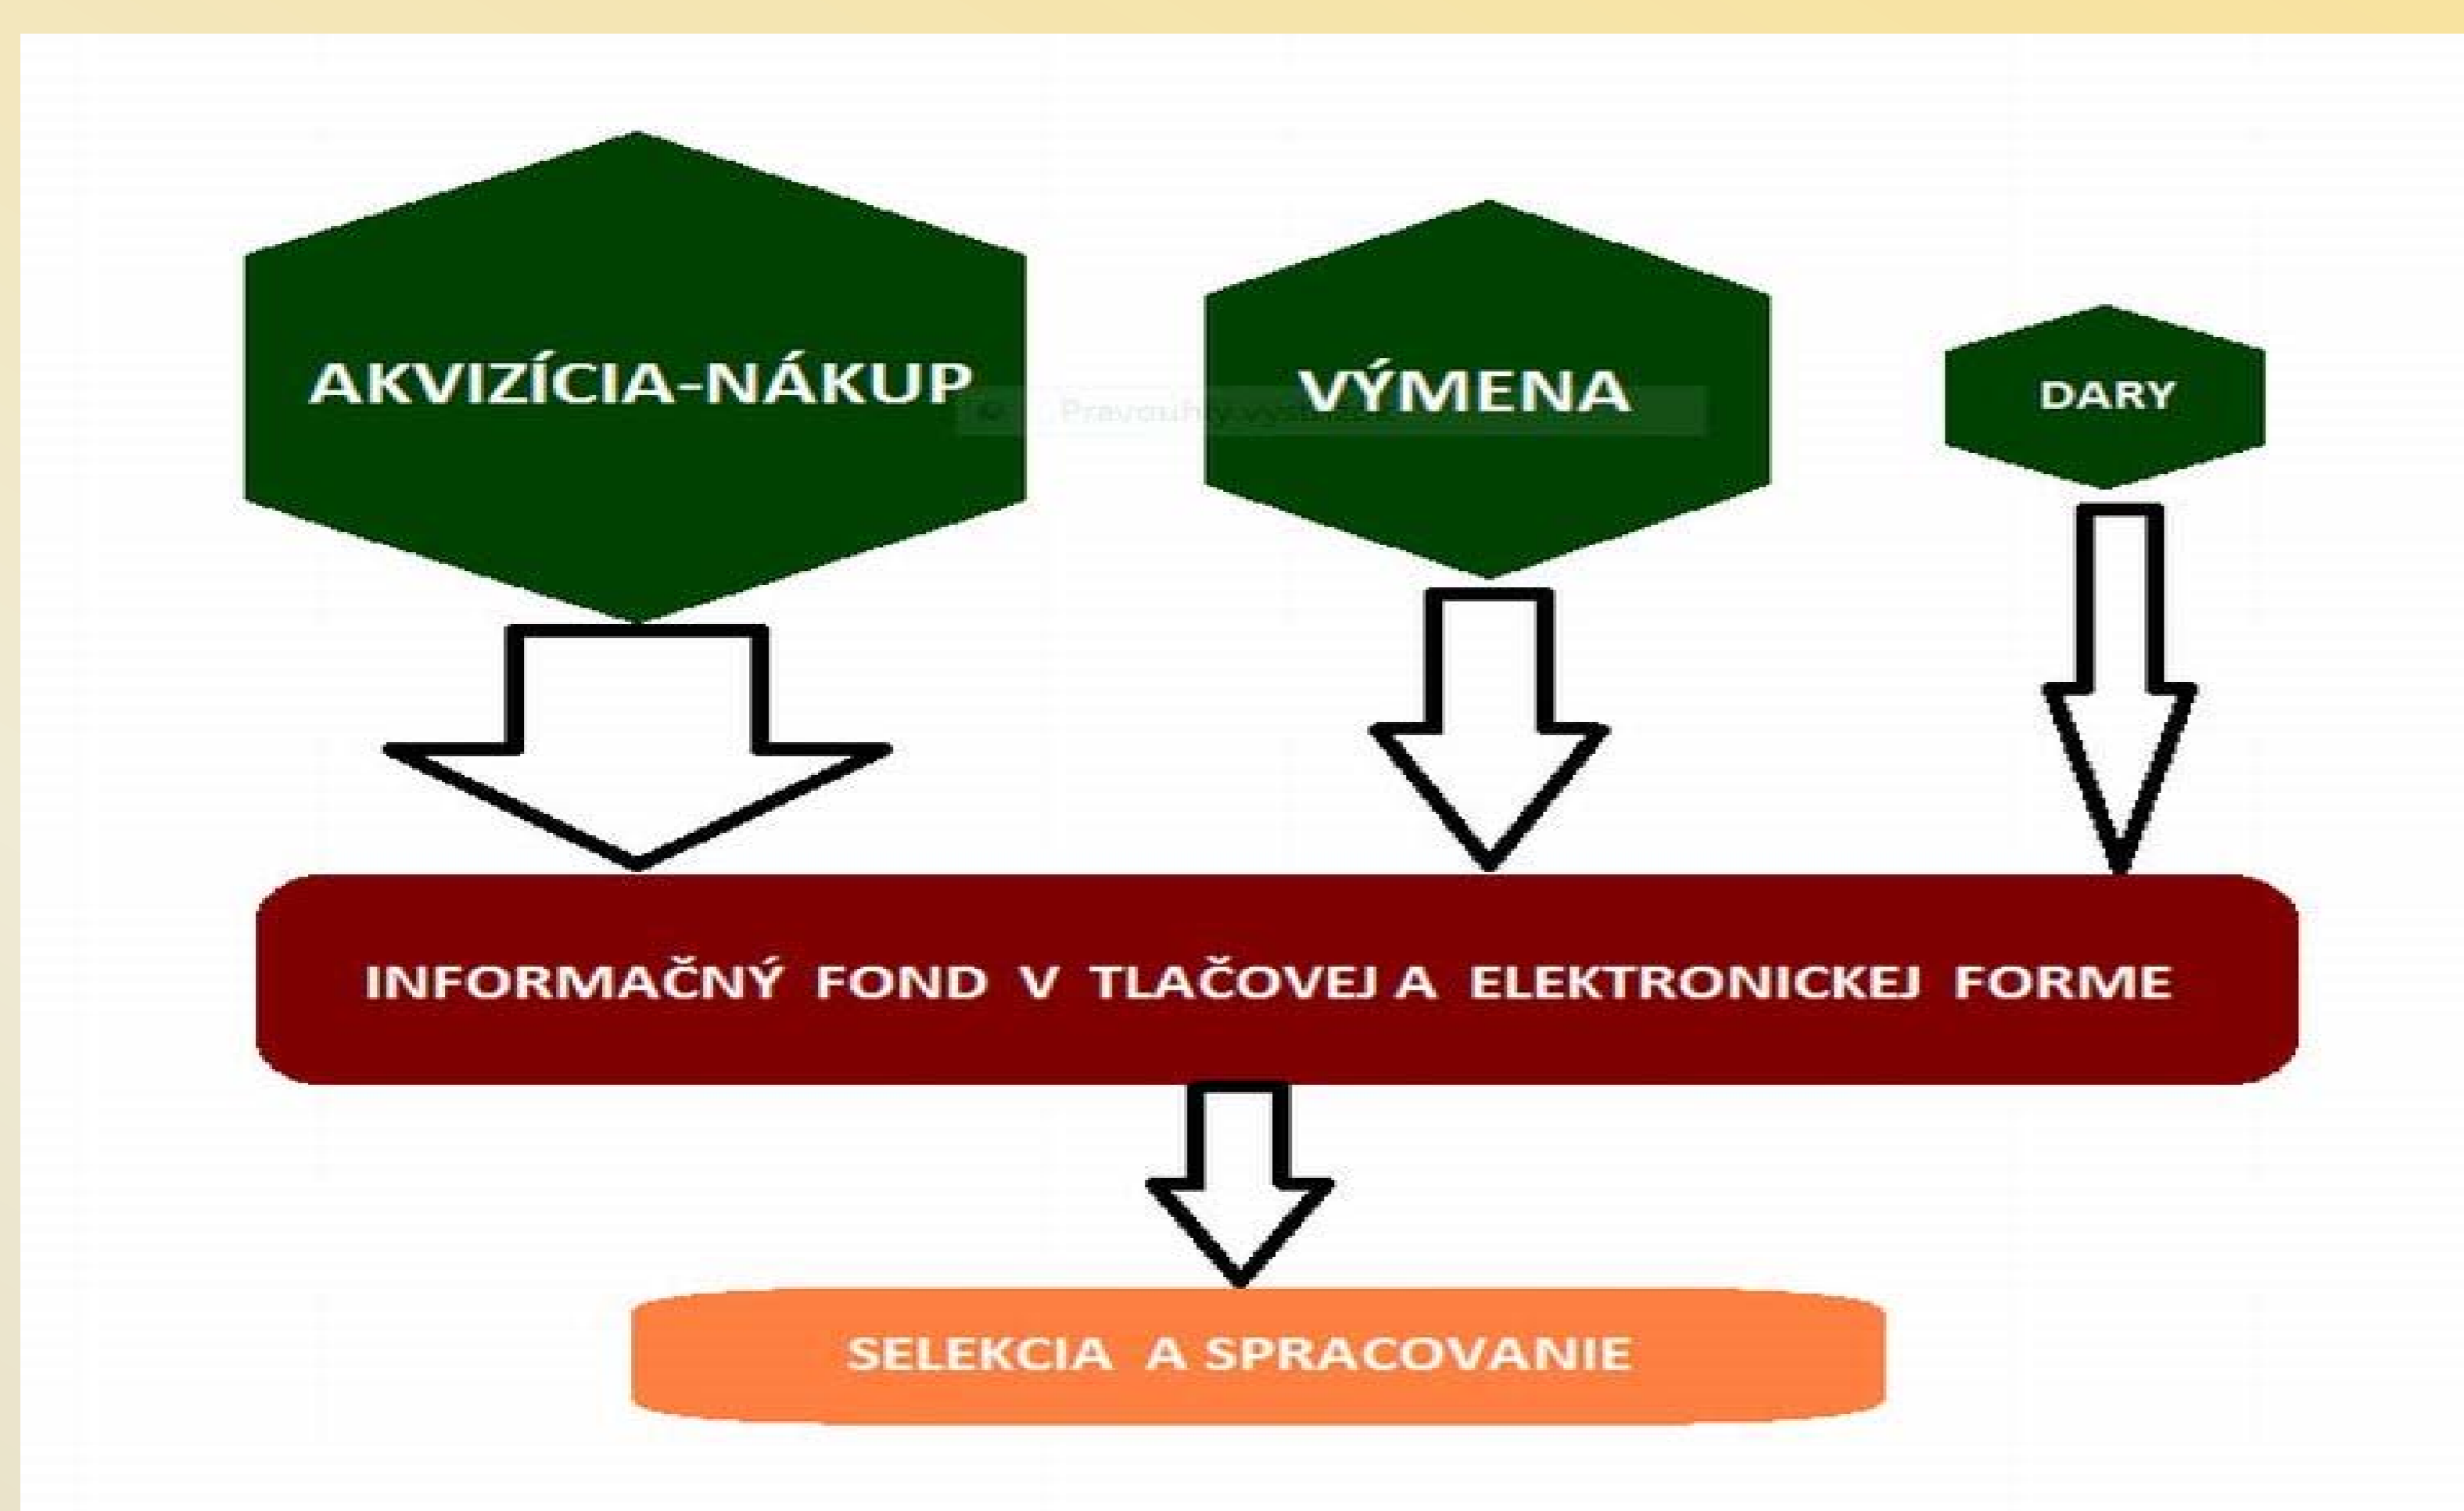 AKVIZÍCIA-NÁKUP
VÝMENA
DARY
INFORMAČNÝ FOND V TLAČOVEJ A ELEKTRONICKEJ FORME
SELEKCIA A SPRACOVANIE